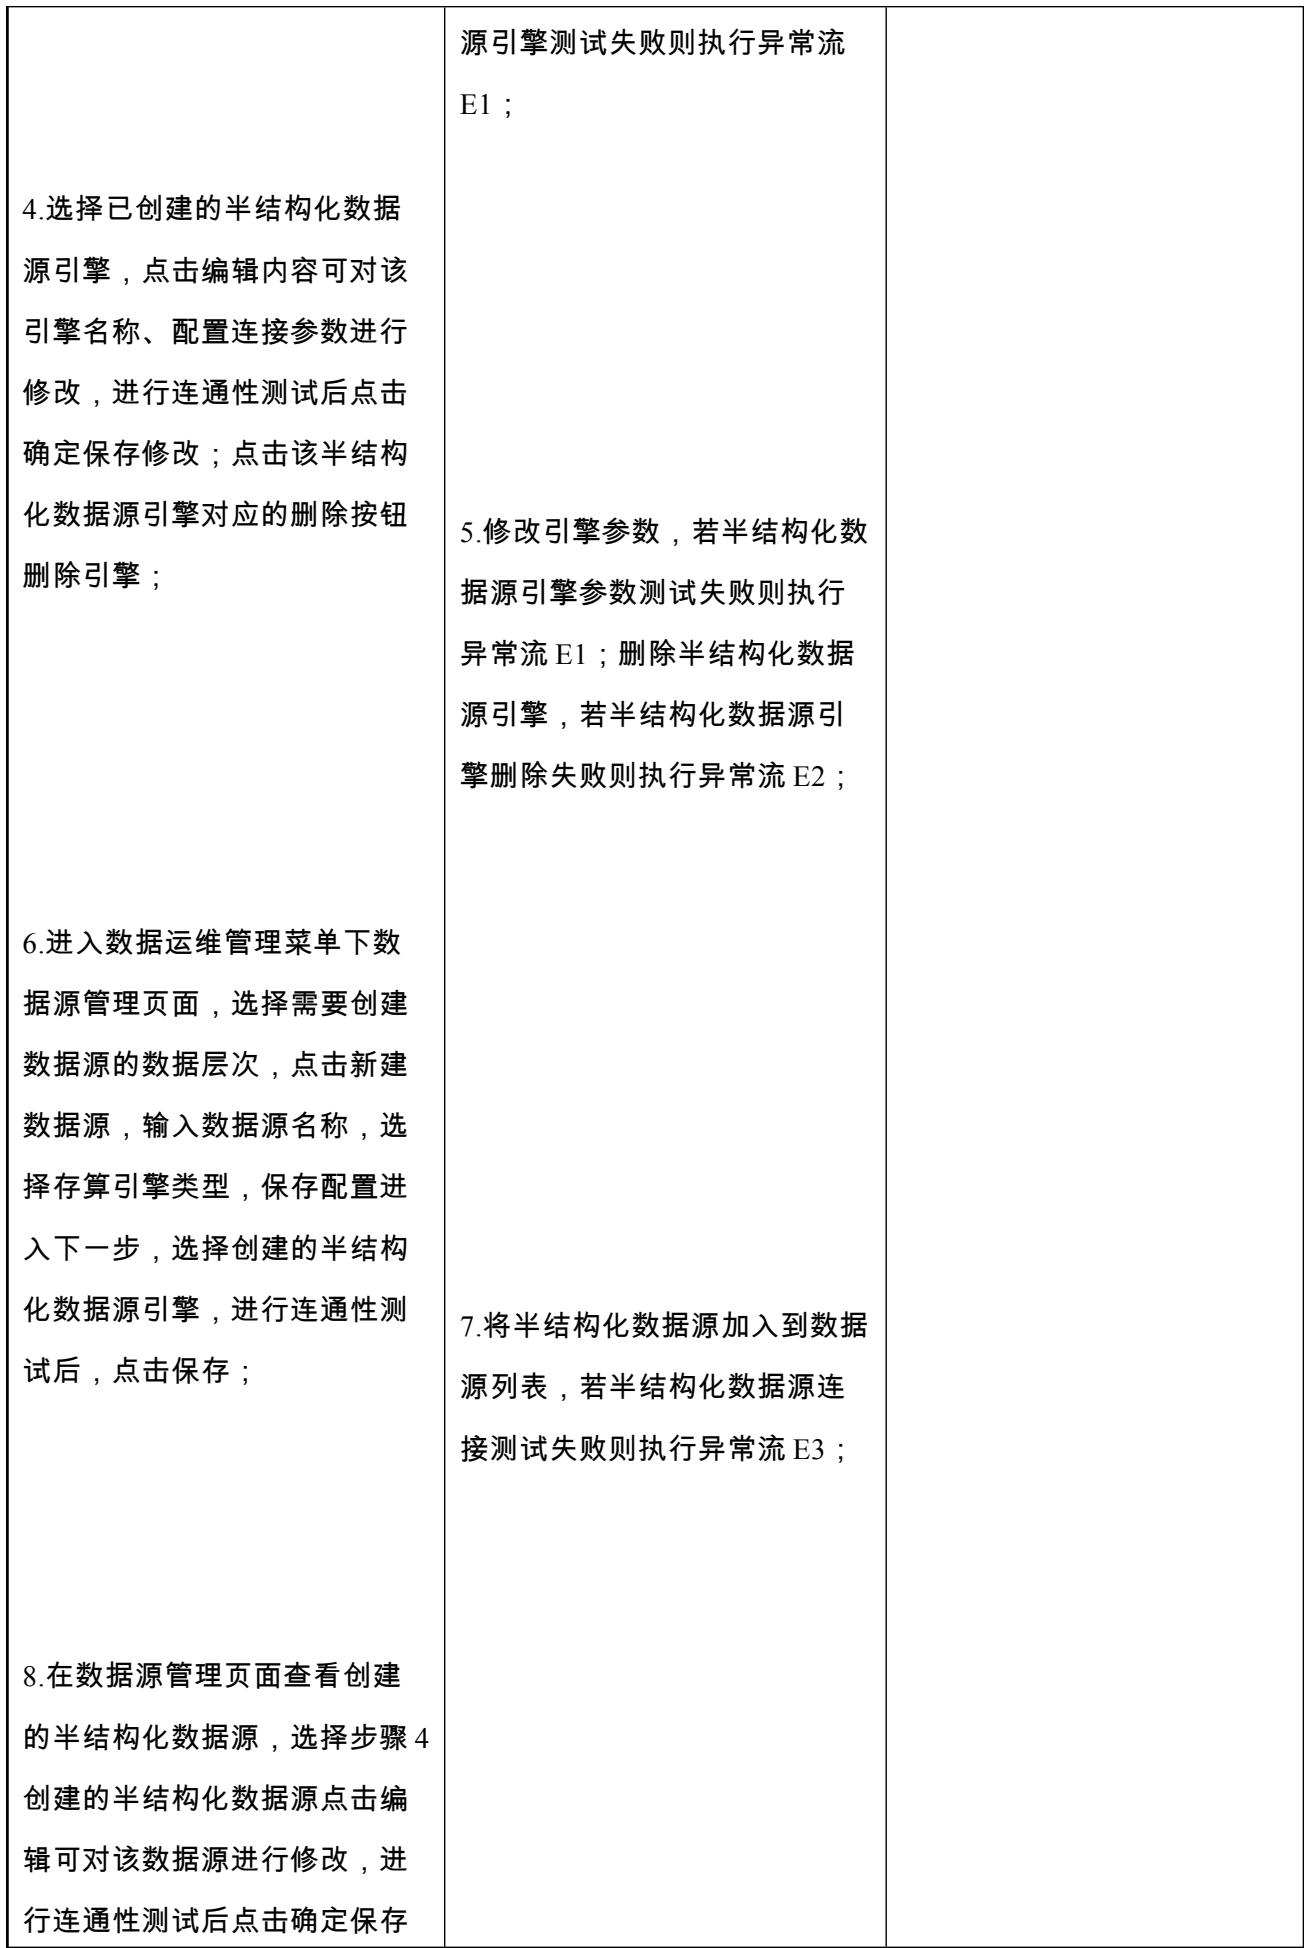 源引擎测试失败则执行异常流
E1；
4.选择已创建的半结构化数据
源引擎，点击编辑内容可对该
引擎名称、配置连接参数进行
修改，进行连通性测试后点击
确定保存修改；点击该半结构
化数据源引擎对应的删除按钮
删除引擎；
5.修改引擎参数，若半结构化数
据源引擎参数测试失败则执行
异常流 E1；删除半结构化数据
源引擎，若半结构化数据源引
擎删除失败则执行异常流 E2；
6.进入数据运维管理菜单下数
据源管理页面，选择需要创建
数据源的数据层次，点击新建
数据源，输入数据源名称，选
择存算引擎类型，保存配置进
入下一步，选择创建的半结构
化数据源引擎，进行连通性测
试后，点击保存；
7.将半结构化数据源加入到数据
源列表，若半结构化数据源连
接测试失败则执行异常流 E3；
8.在数据源管理页面查看创建
的半结构化数据源，选择步骤 4
创建的半结构化数据源点击编
辑可对该数据源进行修改，进
行连通性测试后点击确定保存